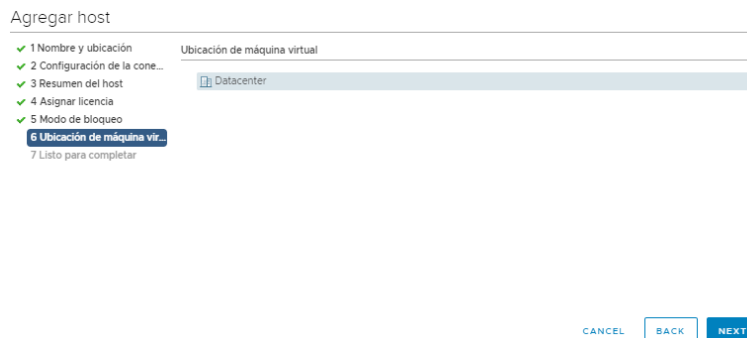 Agregar host
1 Nombre y ubicación
2 Configuración de la cone...
3 Resumen del host
4 Asignar licencia
5 Modo de bloqueo
6 Ubicación de máquina vir...
7 Listo para completar
Ubicación de máquina virtual
Datacenter
CANCEL
BACK
NEXT